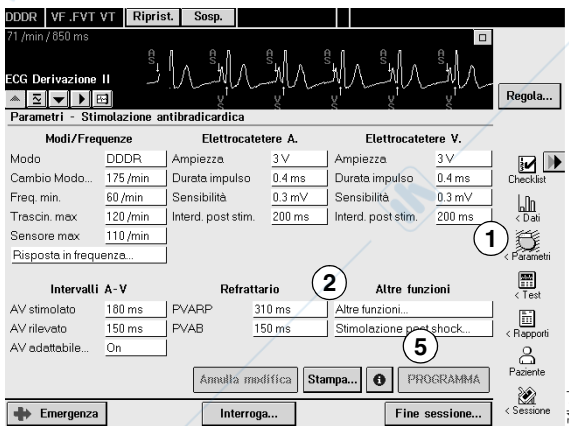 DDDR VF .FVT VT Riprist. Sosp.
71 /min / 850 ms
A S A S A S A S
ECG Derivazione II
V S V S V S
Regola...
Parametri - Stimolazione antibradicardica
Modi/Frequenze Elettrocatetere A. Elettrocatetere V.
Modo DDDR Ampiezza 3 V Ampiezza 3 V
Cambio Modo... 175 /min Durata impulso 0.4 ms Durata impulso 0.4 ms
Checklist
Freq. min. 60 /min Sensibilità 0.3 mV Sensibilità 0.3 mV
Trascin. max 120 /min Interd. post stim. 200 ms Interd. post stim. 200 ms
< Dati
Sensore max 110 /min
1
Risposta in frequenza...
< Parametri
Intervalli A-V Refrattario 2 Altre funzioni
< Test
AV stimolato 180 ms PVARP 310 ms Altre funzioni...
AV rilevato 150 ms PVAB 150 ms Stimolazione post shock...
< Rapporti
AV adattabile... On
5
Annulla modifica Stampa... i PROGRAMMA
Paziente
Emergenza Interroga... Fine sessione...
< Sessione